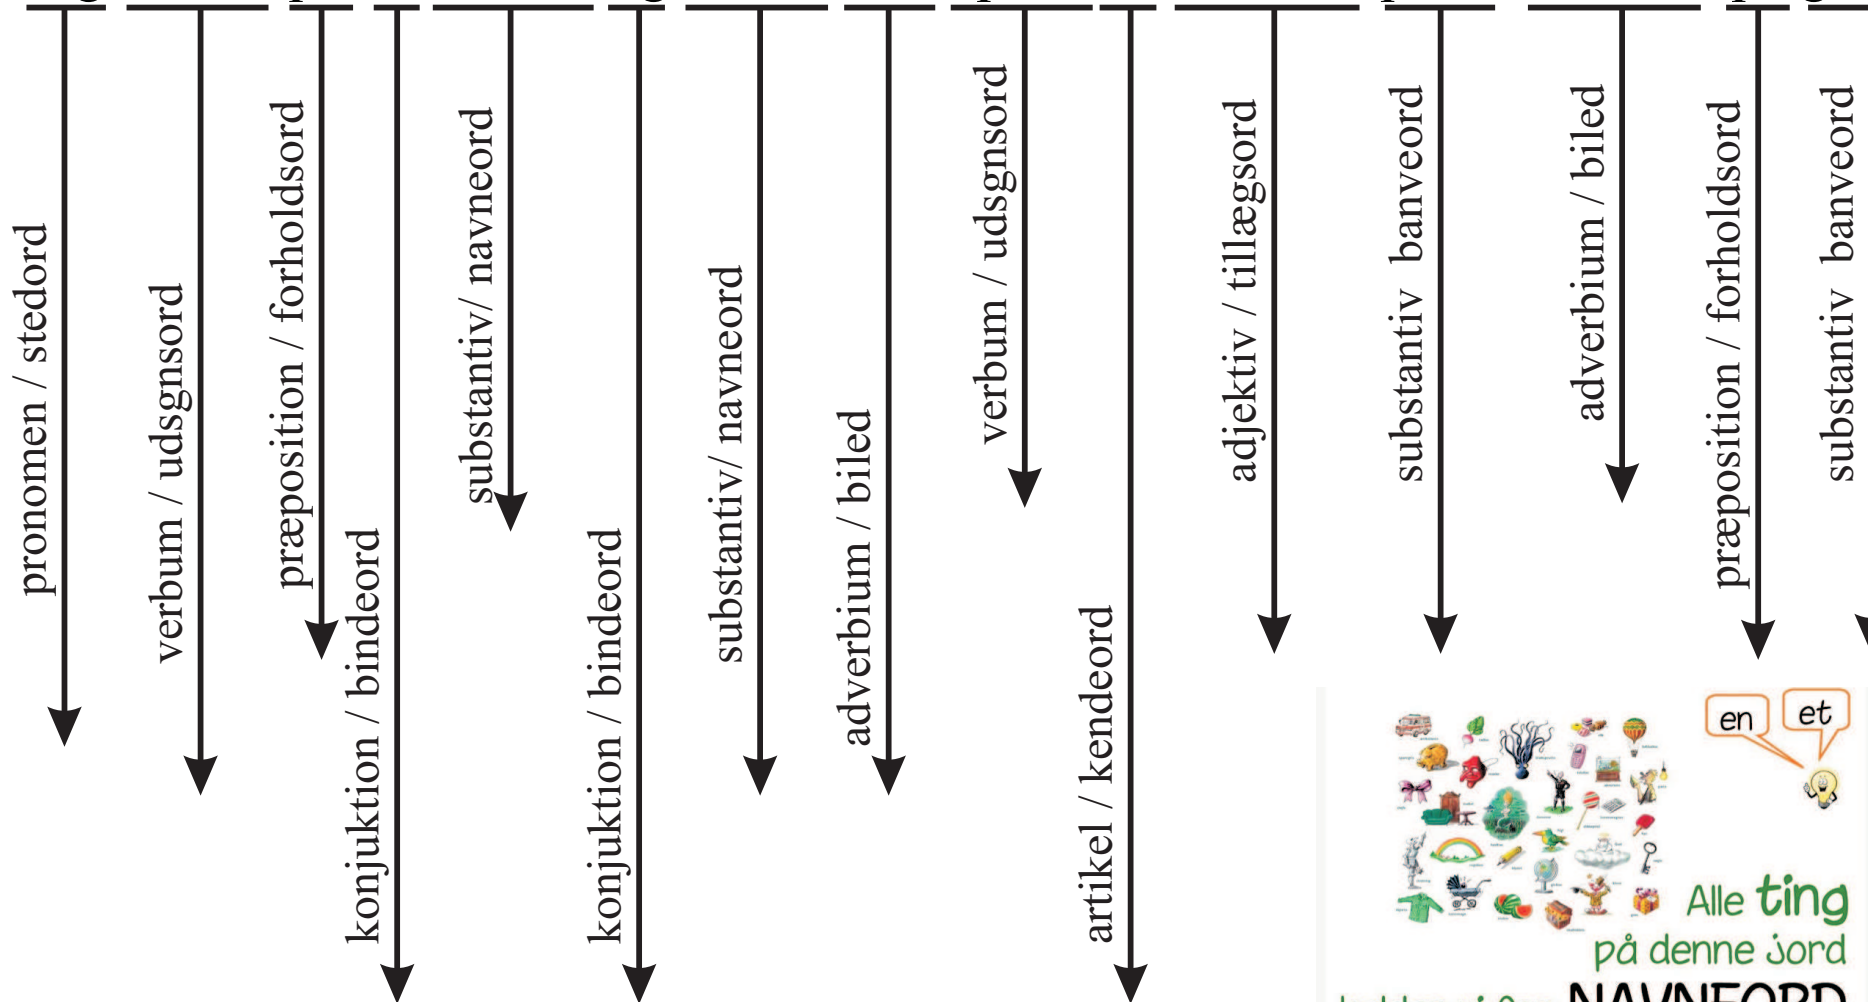 pronomen / stedord
verbum / udsgnsord
præposition / forholdsord
konjuktion / bindeord
substantiv/ navneord
konjuktion / bindeord
substantiv/ navneord
adverbium / biled
verbum / udsgnsord
artikel / kendeord
adjektiv / tillægsord
substantiv banveord
adverbium / biled
præposition / forholdsord
substantiv banveord
en
et
Alle ting
på denne jord
NAVNEORD